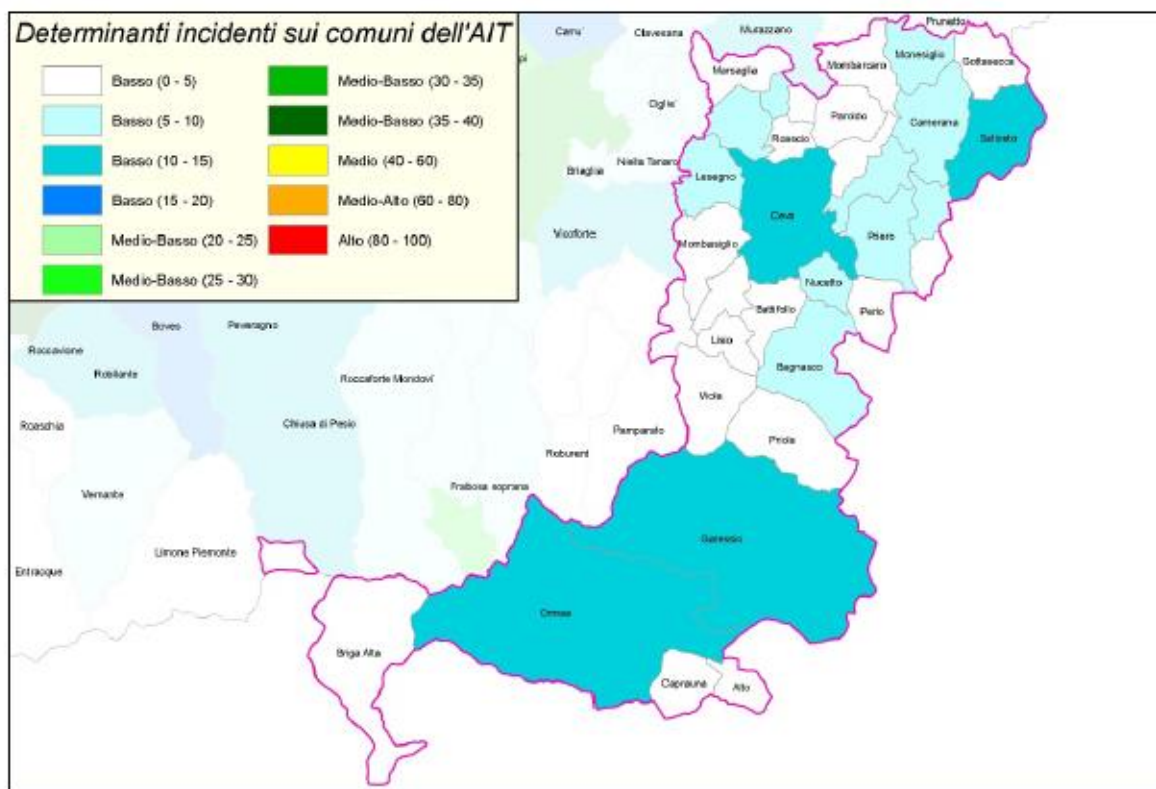 Determinanti incidenti sui comuni dell'AIT
Basso (0 - 5)
Basso (5 - 10)
Basso (10 - 15)
Basso (15 - 20)
Medio-Basso (20 - 25)
Medio-Basso (25 - 30)
Medio-Basso (30 - 35)
Medio-Basso (35 - 40)
Medio (40 - 60)
Medio-Alto (60 - 80)
Alto (80 - 100)
Carru'
Clavesana
Murazzano
Prunetto
Marsaglia
Mombarcaro
Monesiglio
Gottasecca
Ciglie'
Roascio
Paroldo
Camerana
Saliceto
Briaglia
Niella Tanaro
Lesegno
Ceva
Vicoforte
Mombasiglio
Priero
Nucetto
Battifollo
Perlo
Boves
Peveragno
Roccavione
Robilante
Lisio
Bagnasco
Roccaforte Mondovi'
Viola
Roaschia
Chiusa di Pesio
Pamparato
Priola
Roburent
Vernante
Frabosa soprana
Limone Piemonte
Garessio
Entracque
Ormea
Briga Alta
Caprauna
Alto